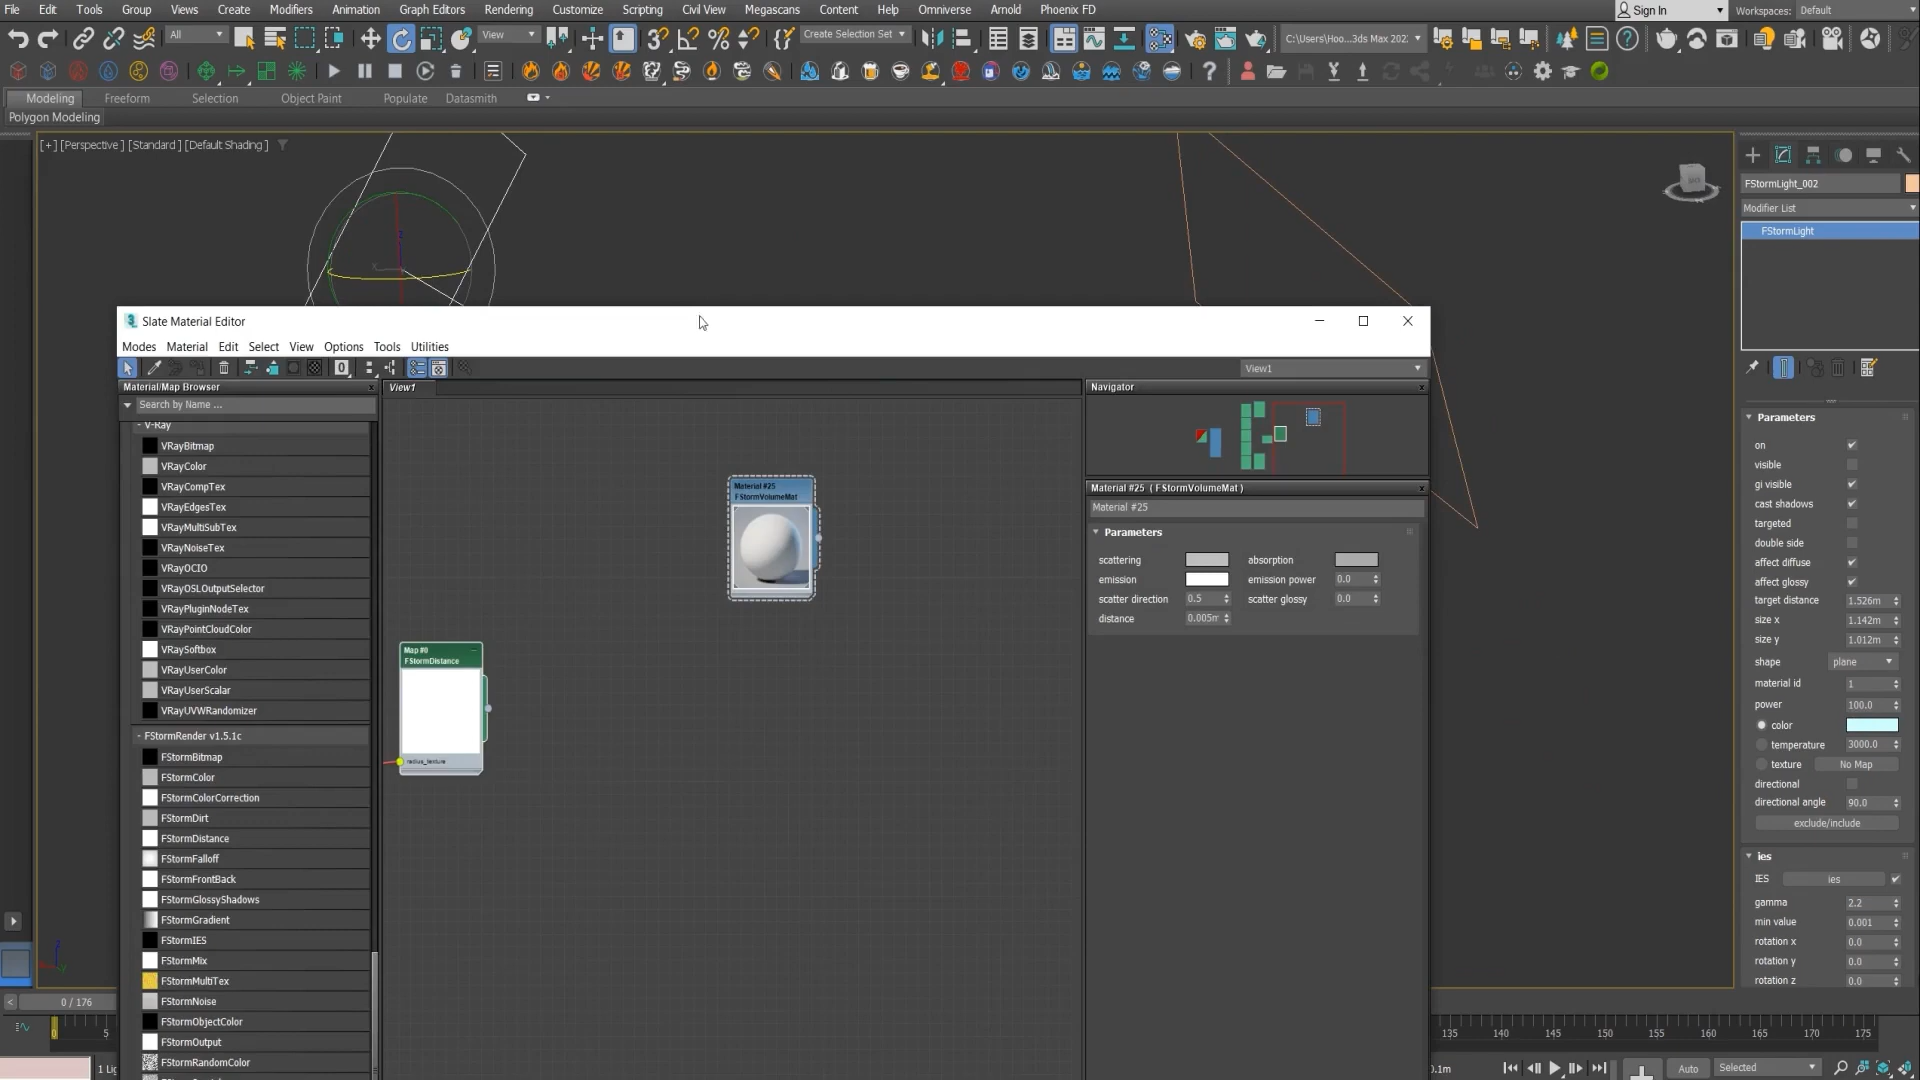 File Edit Tools Group Views Create Modifiers Animation Graph Editors Rendering Customize Scripting Civil View Megascans Content Help Omniverse Arnold Phoenix FD Sign In Workspaces: Default
All View Create Selection Set C:\Users\Hoo...3ds Max 202
Modeling Freeform Selection Object Paint Populate Datasmith
Polygon Modeling
[+] [Perspective ] [Standard ] [Default Shading ]
FStormLight_002
Modifier List
FStormLight
Slate Material Editor
Modes Material Edit Select View Options Tools Utilities
View1
Material/Map Browser
Search by Name ...
- V-Ray
VRayBitmap
VRayColor
VRayCompTex
VRayEdgesTex
VRayMultiSubTex
VRayNoiseTex
VRayOCIO
VRayOSLOutputSelector
VRayPluginNodeTex
VRayPointCloudColor
VRaySoftbox
VRayUserColor
VRayUserScalar
VRayUVWRandomizer
- FStormRender v1.5.1c
FStormBitmap
FStormColor
FStormColorCorrection
FStormDirt
FStormDistance
FStormFalloff
FStormFrontBack
FStormGlossyShadows
FStormGradient
FStormIES
FStormMix
FStormMultiTex
FStormNoise
FStormObjectColor
FStormOutput
FStormRandomColor
View1
Material #25
FStormVolumeMat
Map #0
FStormDistance
radius_texture
Navigator
Material #25 ( FStormVolumeMat )
Material #25
Parameters
scattering absorption
emission emission power 0.0
scatter direction 0.5 scatter glossy 0.0
distance 0.005m
Parameters
on
visible
gi visible
cast shadows
targeted
double side
affect diffuse
affect glossy
target distance 1.526m
size x 1.142m
size y 1.012m
shape plane
material id 1
power 100.0
color
temperature 3000.0
texture No Map
directional
directional angle 90.0
exclude/include
ies
IES ies
gamma 2.2
min value 0.001
rotation x 0.0
rotation y 0.0
rotation z 0.0
0 / 176
0 5 135 140 145 150 155 160 165 170 175
0.1m Auto Selected